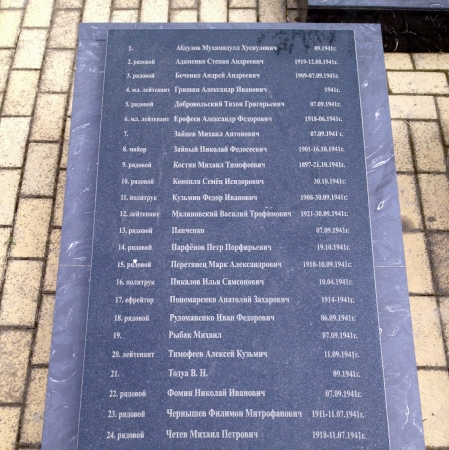 1. Абдулов Мухамвдулл Хуснулович 09.1941г.
2. рядовой Адаменко Степан Андреевич 1919-12.08.1941г.
3. рядовой Боченко Андрей Андреевич 1909-07.09.1941г.
4. мл. лейтенант Гринин Александр Иванович 1941г.
5. рядовой Добровольский Тихон Григорьевич 07.09.1941г.
6. мл. лейтенант Ерофеев Александр Федорович 1918-06.1941г.
7. Зайцев Михаил Антонович 07.09.1941 г.
8. майор Зайный Николай Федосеевич 1901-16.10.1941г.
9. рядовой Костин Михаил Тимофеевич 1897-21.10.1941г.
10. рядовой Конопля Семён Исидорович 30.10.1941г.
11. политрук Кузьмин Федор Иванович 1908-30.09.1941г.
12. лейтенант Малиновский Василий Трофимович 1921-30.09.1941г.
13. рядовой Панченко 07.09.1941г.
14. рядовой Парфёнов Петр Порфирьевич 19.10.1941г.
15. рядовой Перетянец Марк Александрович 1918-10.09.1941г.
16. политрук Пикалов Илья Самсонович 10.04.1941г.
17. ефрейтор Пономаренко Анатолий Захарович 1914-1941г.
18. рядовой Рудоманенко Иван Федорович 06.09.1941г.
19. Рыбак Михаил 07.09.1941г.
20. лейтенант Тимофеев Алексей Кузьмич 11.09.1941г.
21. Тодуа В. Н. 09.1941г.
22. рядовой Фомин Николай Иванович 07.09.1941г.
23. рядовой Чернышев Филимон Митрофанович 1911-11.07.1941г.
24. рядовой Четев Михаил Петрович 1918-11.07.1941г.